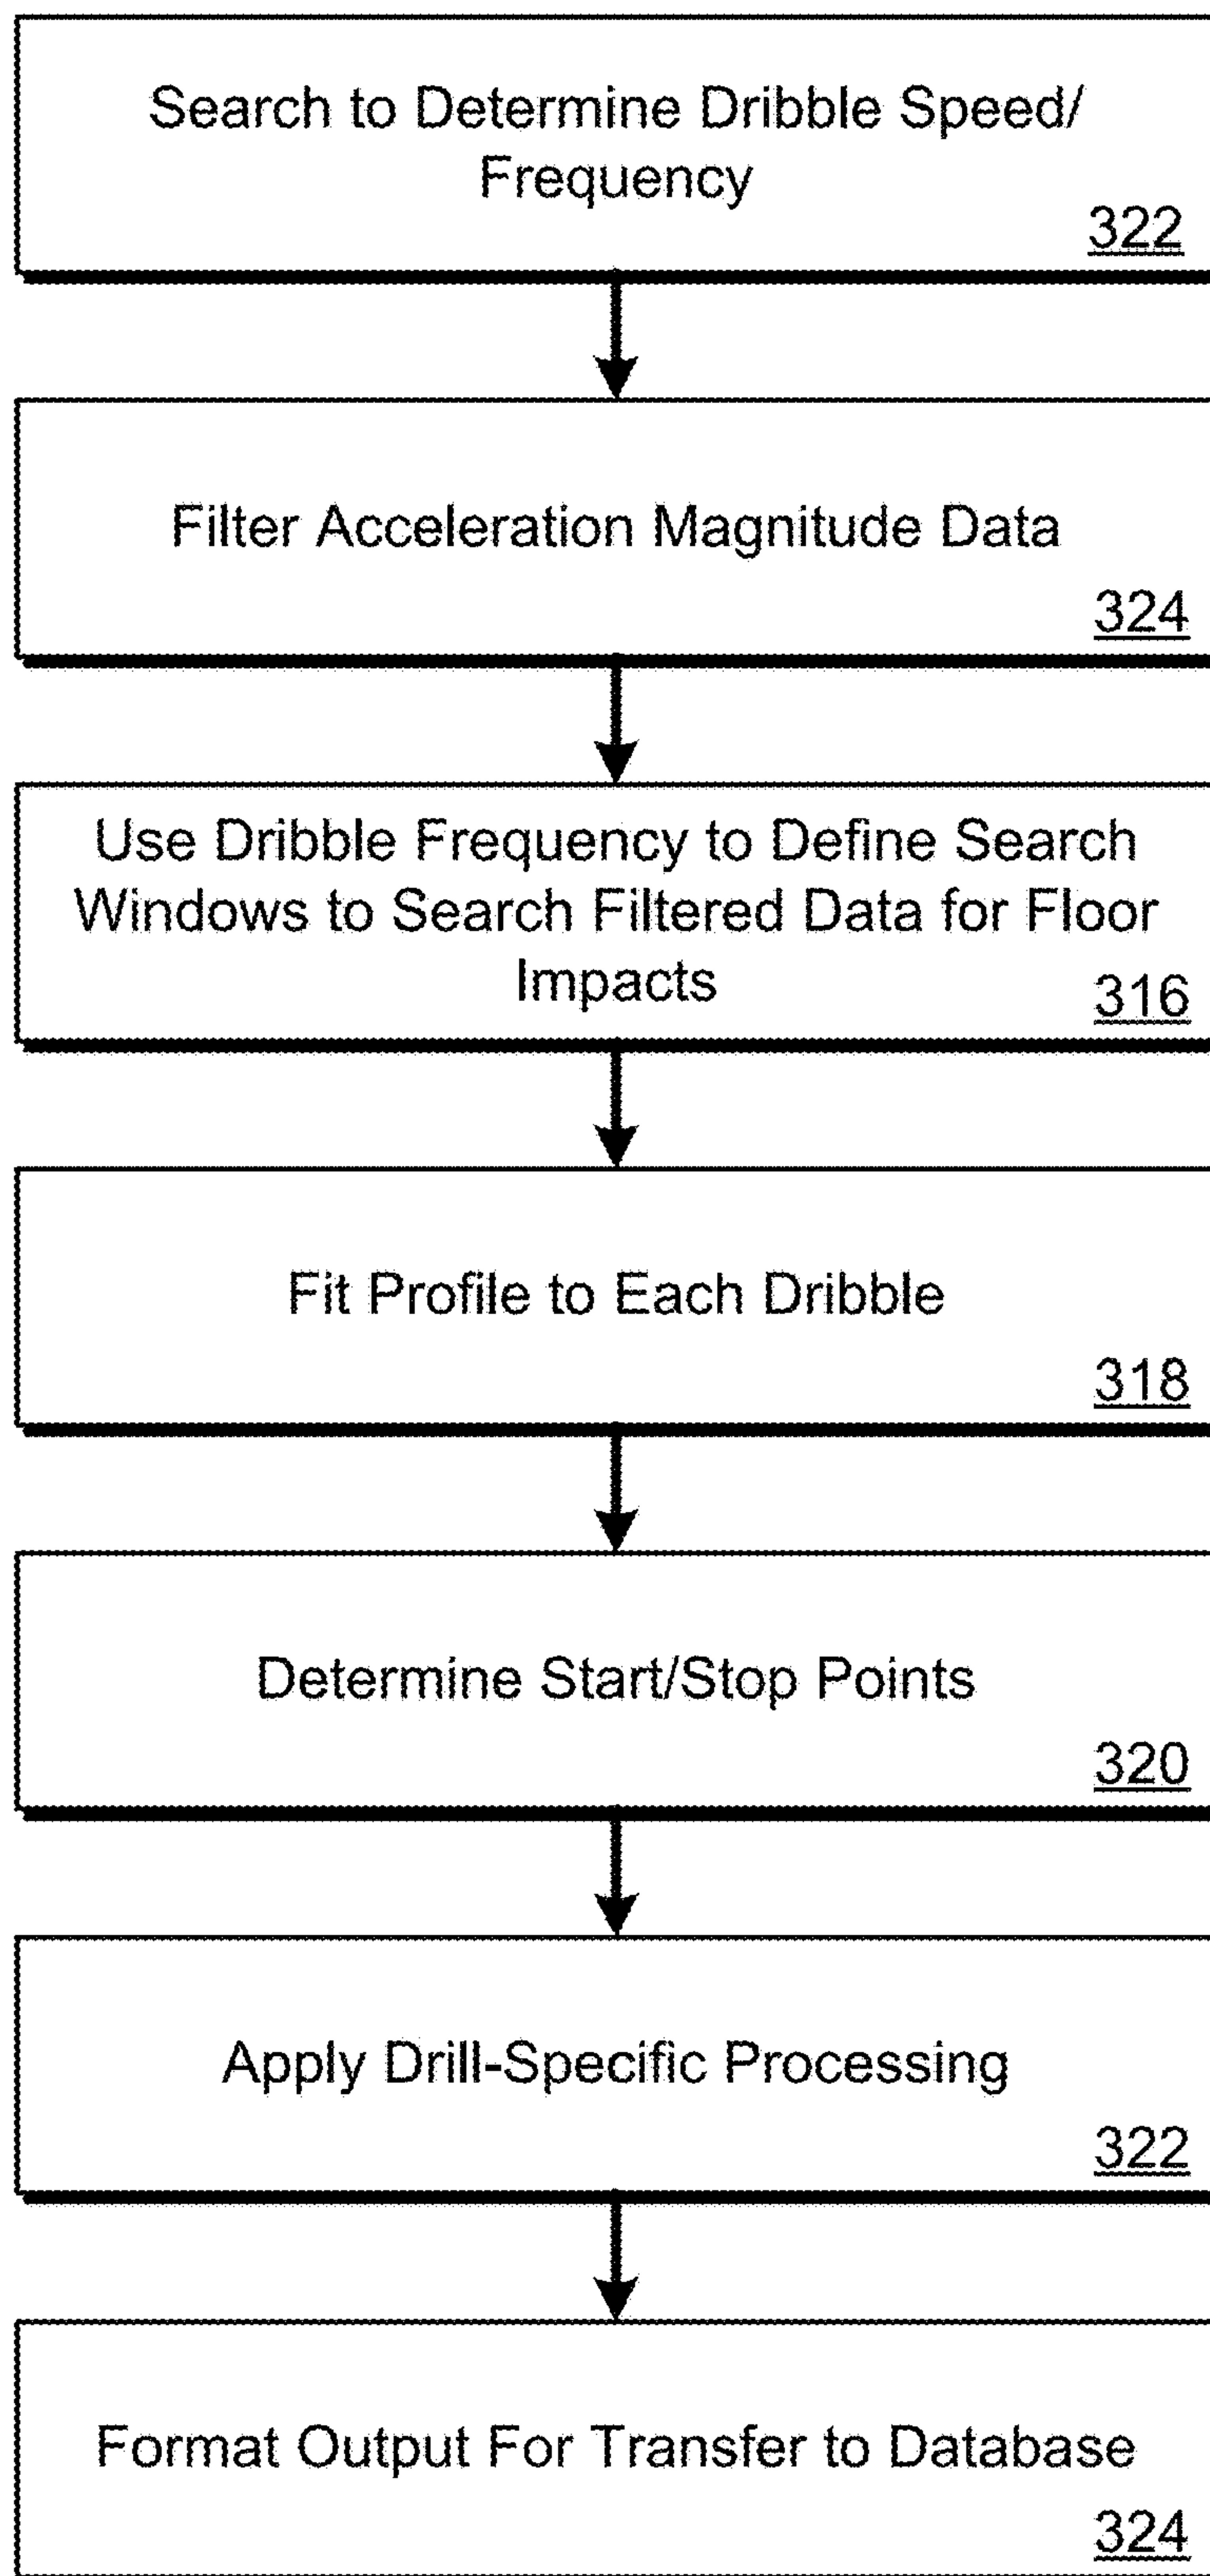 Search to Determine Dribble Speed/
Frequency
322
Filter Acceleration Magnitude Data
324
Use Dribble Frequency to Define Search
Windows to Search Filtered Data for Floor
Impacts
316
Fit Profile to Each Dribble
318
Determine Start/Stop Points
320
Apply Drill-Specific Processing
322
Format Output For Transfer to Database
324